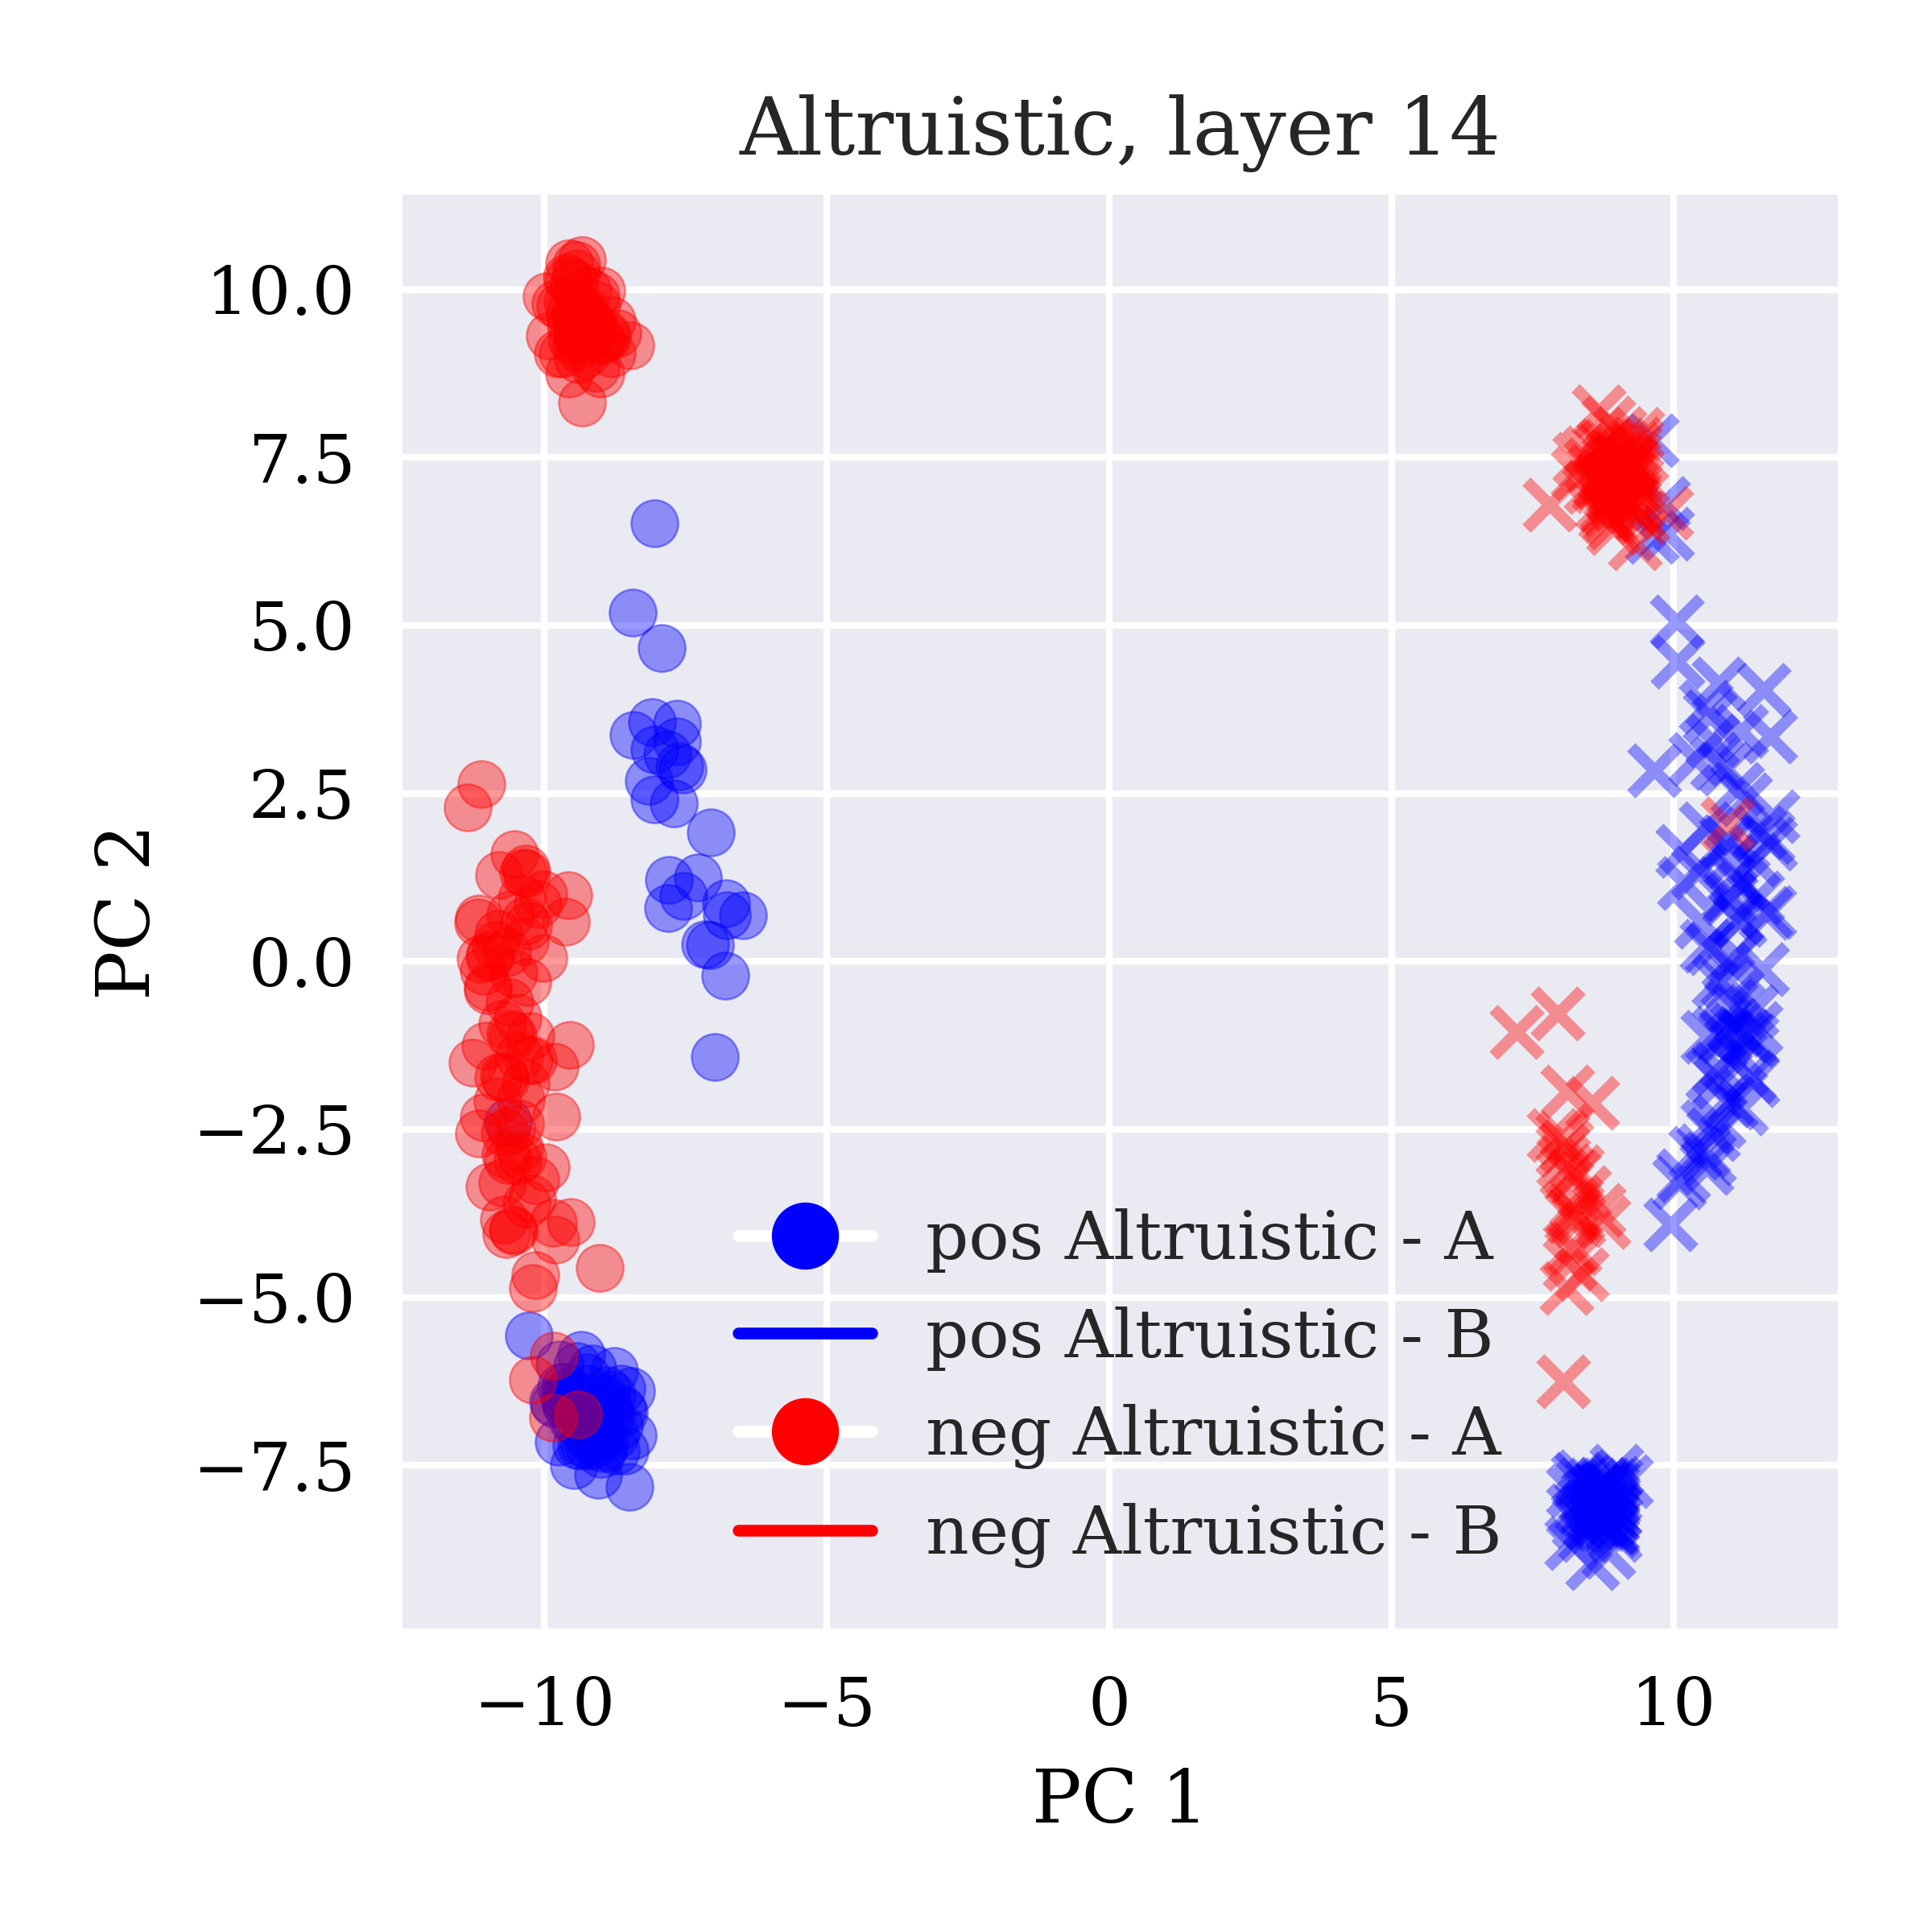 Altruistic, layer 14
10.0
7.5
5.0
2.5
0.0
−2.5
−5.0
−7.5
PC 2
pos Altruistic - A
pos Altruistic - B
neg Altruistic - A
neg Altruistic - B
−10 −5 0 5 10
PC 1